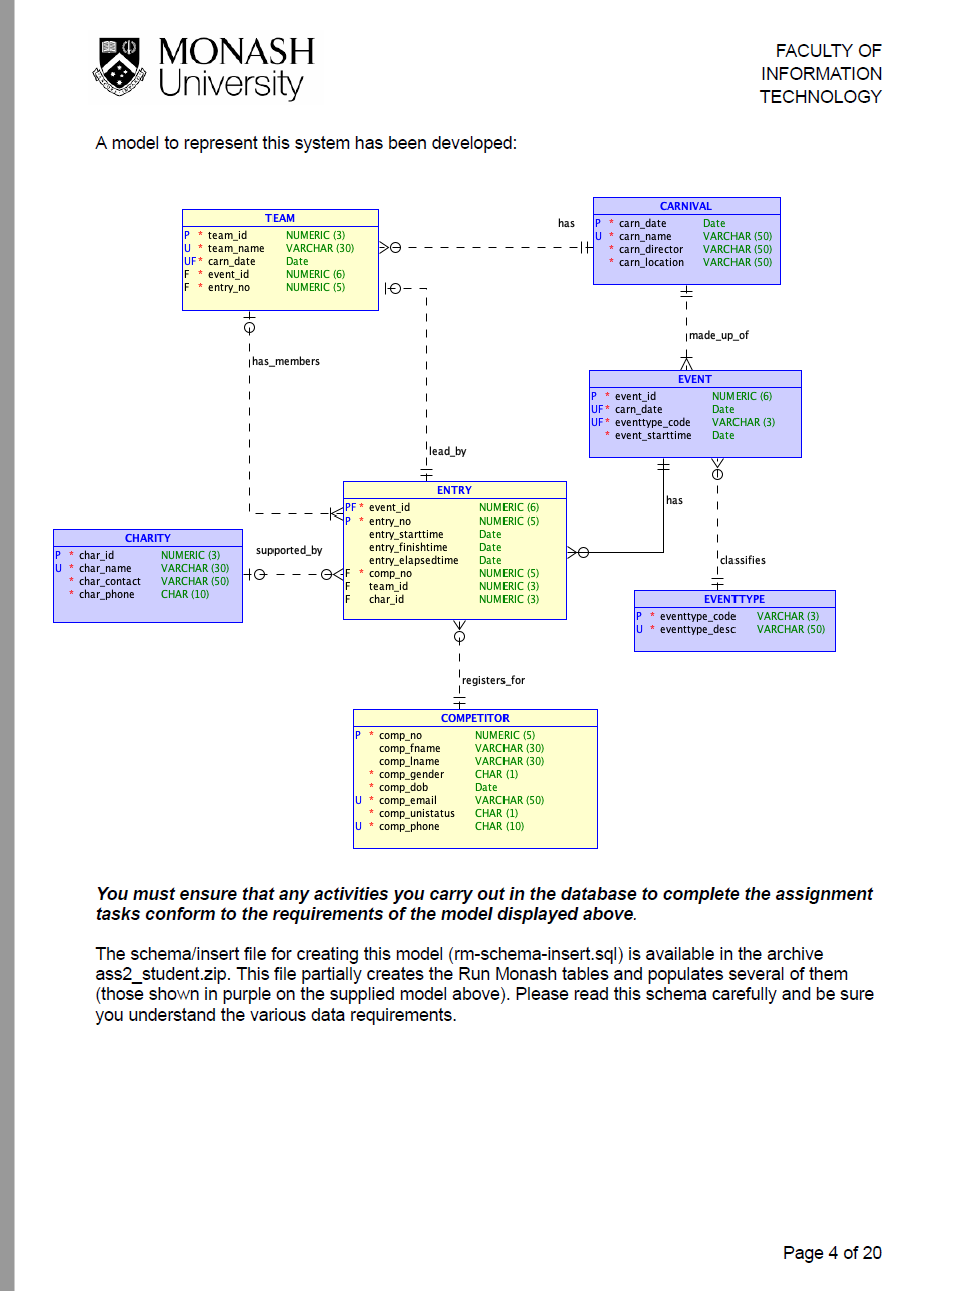 MONASH
University
FACULTY OF
INFORMATION
TECHNOLOGY
A model to represent this system has been developed:
TEAM
P * team_id NUMERIC (3)
U * team_name VARCHAR (30)
UF* carn_date Date
F * event_id NUMERIC (6)
F * entry_no NUMERIC (5)
has
CARNIVAL
P * carn_date Date
U * carn_name VARCHAR (50)
* carn_director VARCHAR (50)
* carn_location VARCHAR (50)
has_members
made_up_of
EVENT
P * event_id NUMERIC (6)
UF* carn_date Date
UF* eventtype_code VARCHAR (3)
* event_starttime Date
lead_by
ENTRY
PF* event_id NUMERIC (6)
P * entry_no NUMERIC (5)
entry_starttime Date
entry_finishtime Date
entry_elapsedtime Date
F * comp_no NUMERIC (5)
F team_id NUMERIC (3)
F char_id NUMERIC (3)
has
CHARITY
P * char_id NUMERIC (3)
U * char_name VARCHAR (30)
* char_contact VARCHAR (50)
* char_phone CHAR (10)
supported_by
classifies
EVENTTYPE
P * eventtype_code VARCHAR (3)
U * eventtype_desc VARCHAR (50)
registers_for
COMPETITOR
P * comp_no NUMERIC (5)
comp_fname VARCHAR (30)
comp_lname VARCHAR (30)
* comp_gender CHAR (1)
* comp_dob Date
U * comp_email VARCHAR (50)
* comp_unistatus CHAR (1)
U * comp_phone CHAR (10)
You must ensure that any activities you carry out in the database to complete the assignment
tasks conform to the requirements of the model displayed above.
The schema/insert file for creating this model (rm-schema-insert.sql) is available in the archive
ass2_student.zip. This file partially creates the Run Monash tables and populates several of them
(those shown in purple on the supplied model above). Please read this schema carefully and be sure
you understand the various data requirements.
Page 4 of 20